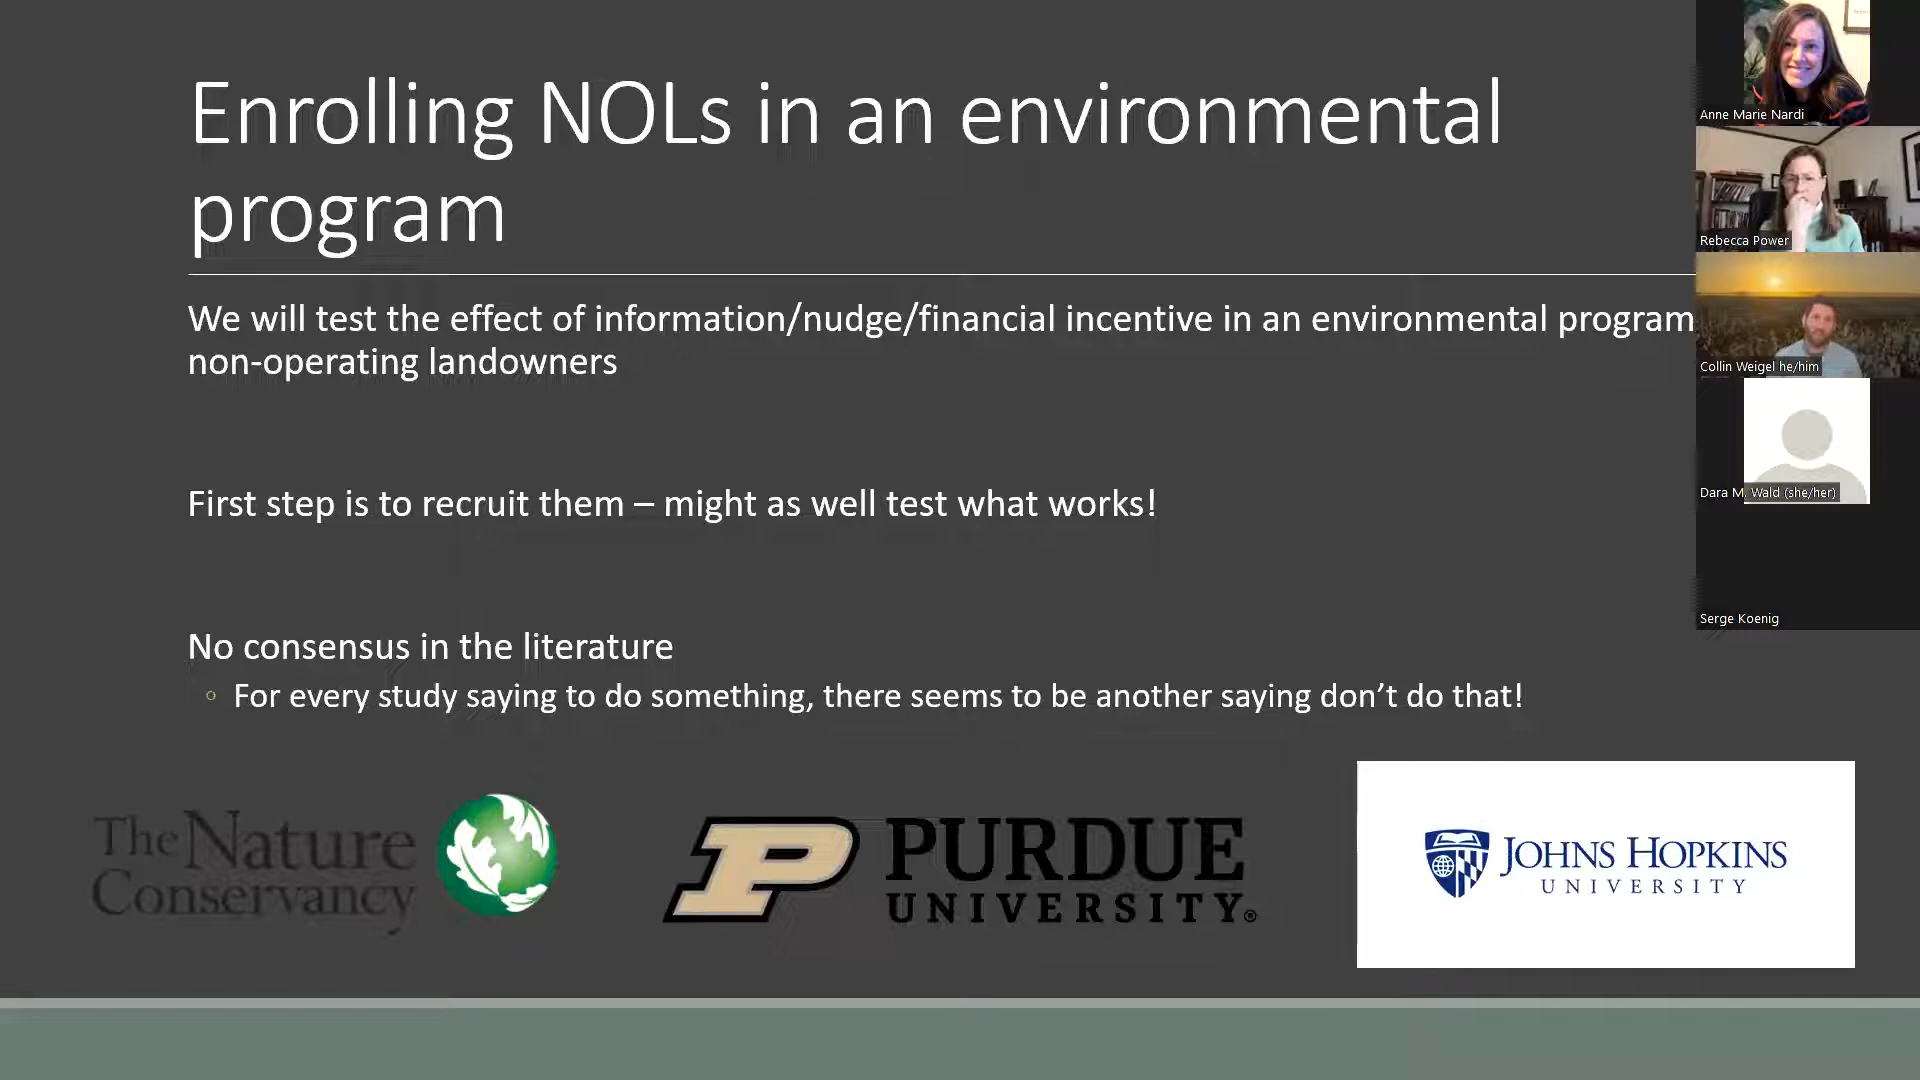 Enrolling NOLs in an environmental
program
We will test the effect of information/nudge/financial incentive in an environmental program
non-operating landowners
First step is to recruit them – might as well test what works!
No consensus in the literature
For every study saying to do something, there seems to be another saying don’t do that!
The Nature
Conservancy
PURDUE
UNIVERSITY®
JOHNS HOPKINS
UNIVERSITY
Anne Marie Nardi
Rebecca Power
Collin Weigel he/him
Dara M. Wald (she/her)
Serge Koenig